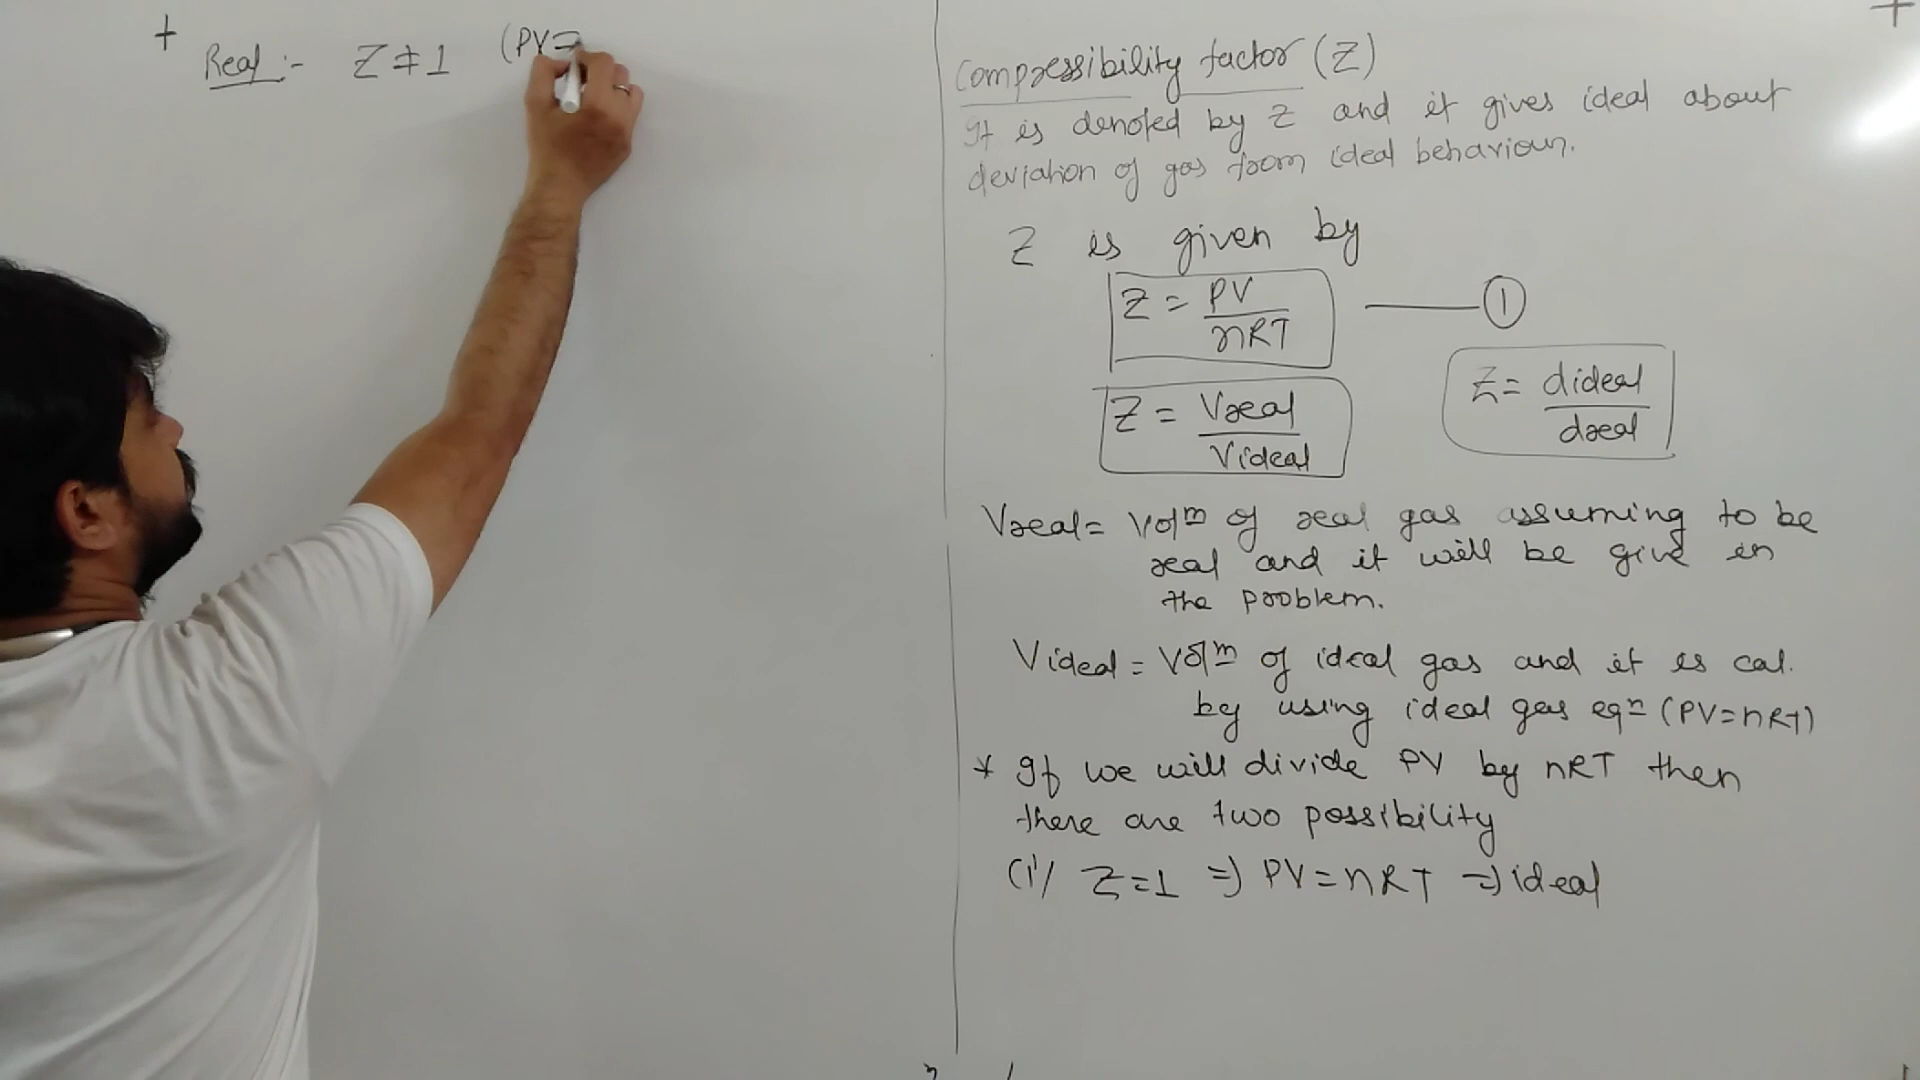 Real :- Z ≠ 1 (PV=
Compressibility factor (Z)
It is denoted by Z and it gives ideal about
deviation of gas from ideal behaviour.
Z is given by
Z = PV / nRT ——— ①
Z = Vreal / Videal
Z = dideal / dreal
Vreal = Volm of real gas assuming to be
real and it will be give in
the problem.
Videal = Volm of ideal gas and it is cal.
by using ideal gas eqn (PV=nRT)
* If we will divide PV by nRT then
there are two possibility
(i) Z=1 ⇒ PV=nRT ⇒ ideal